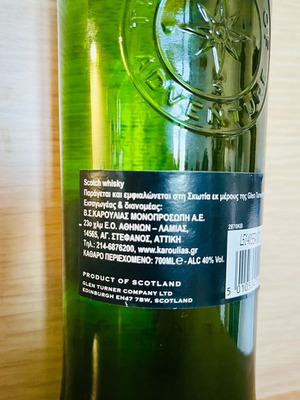 ADVENTURE
Scotch whisky
Παράγεται και εμφιαλώνεται στη Σκωτία εκ μέρους της Glen Turner
Εισαγωγέας & διανομέας:
Β.Σ.ΚΑΡΟΥΛΙΑΣ ΜΟΝΟΠΡΟΣΩΠΗ Α.Ε.
23ο χλμ Ε.Ο. ΑΘΗΝΩΝ – ΛΑΜΙΑΣ,
14565, ΑΓ. ΣΤΕΦΑΝΟΣ, ΑΤΤΙΚΗ
Τηλ.: 214-6876200, www.karoulias.gr
ΚΑΘΑΡΟ ΠΕΡΙΕΧΟΜΕΝΟ: 700ML e - ALC 40% Vol.
PRODUCT OF SCOTLAND
GLEN TURNER COMPANY LTD
EDINBURGH EH47 7BW, SCOTLAND